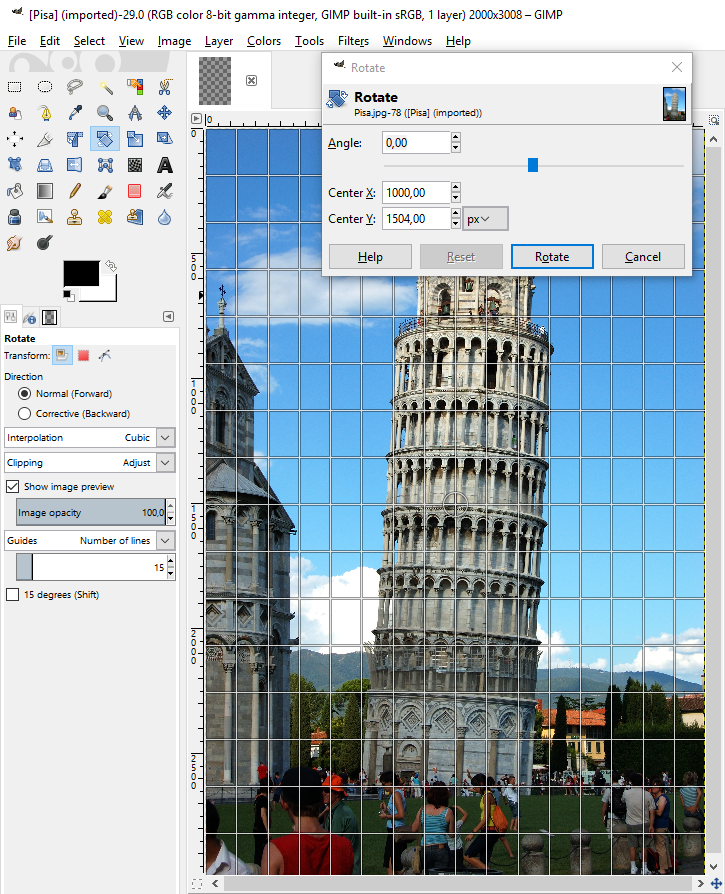 [Pisa] (imported)-29.0 (RGB color 8-bit gamma integer, GIMP built-in sRGB, 1 layer) 2000x3008 – GIMP
File Edit Select View Image Layer Colors Tools Filters Windows Help
Rotate
Rotate
Pisa.jpg-78 ([Pisa] (imported))
Angle: 0,00
Center X: 1000,00
Center Y: 1504,00 px
Help Reset Rotate Cancel
0
0
500
1000
1500
2000
2500
Rotate
Transform:
Direction
Normal (Forward)
Corrective (Backward)
Interpolation Cubic
Clipping Adjust
Show image preview
Image opacity 100,0
Guides Number of lines
15
15 degrees (Shift)